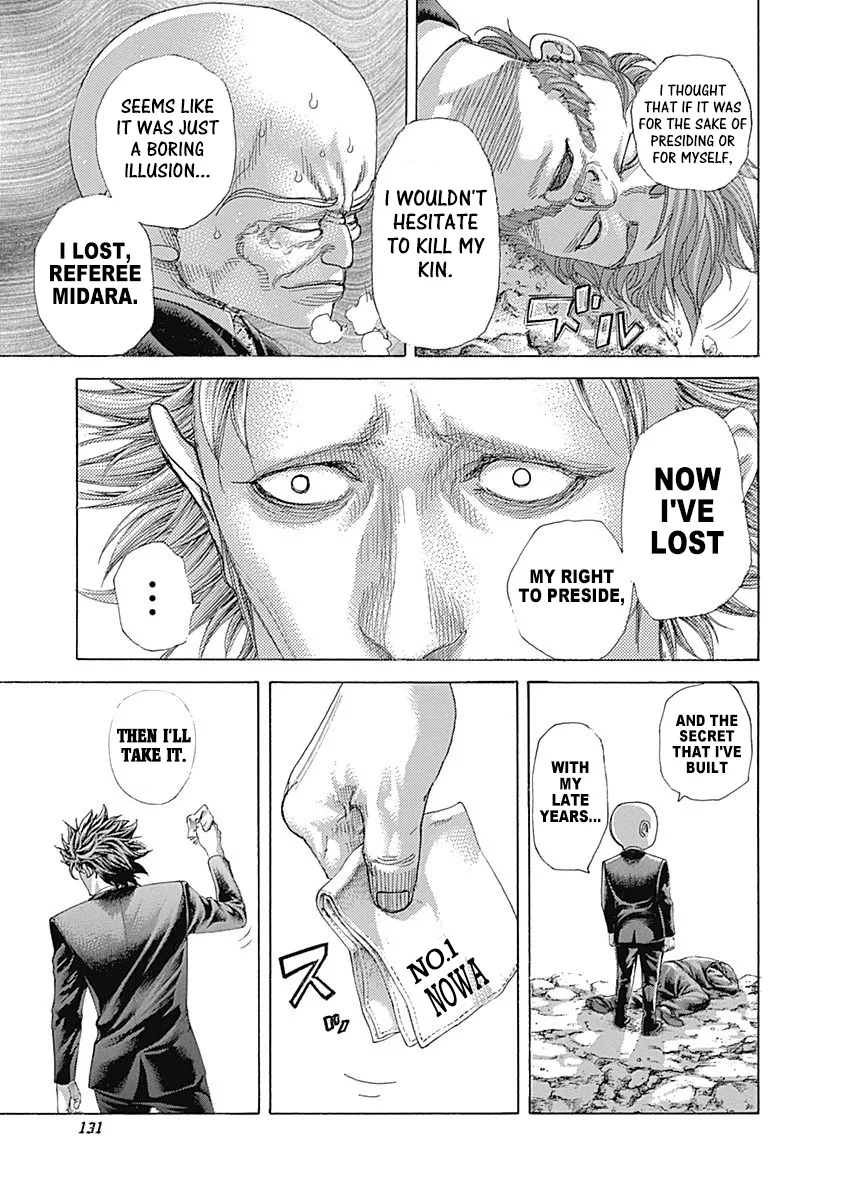 I THOUGHT
THAT IF IT WAS
FOR THE SAKE OF
PRESIDING OR
FOR MYSELF,
I WOULDN'T
HESITATE
TO KILL MY
KIN.
ズズル
SEEMS LIKE
IT WAS JUST
A BORING
ILLUSION...
I LOST,
REFEREE
MIDARA.
NOW
I'VE
LOST
MY RIGHT
TO PRESIDE,
...
AND THE
SECRET
THAT I'VE
BUILT
WITH
MY
LATE
YEARS...
NO.1
NOWA
スッ
THEN I'LL
TAKE IT.
131